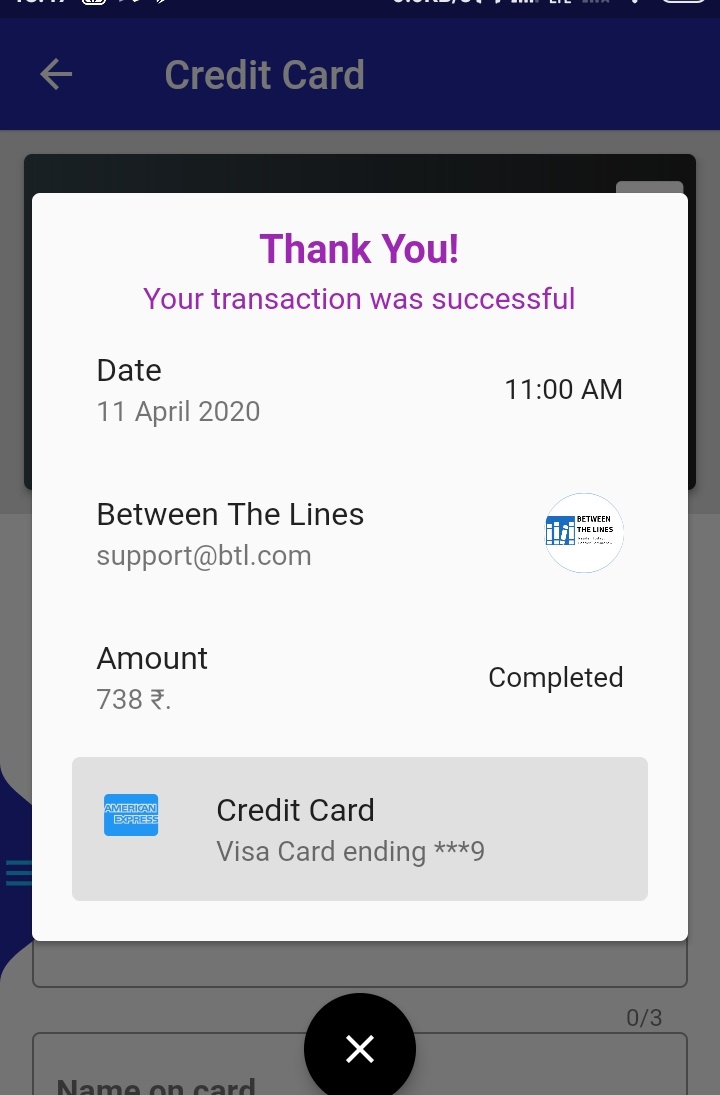 Credit Card
Thank You!
Your transaction was successful
Date
11:00 AM
11 April 2020
Between The Lines
support@btl.com
BETWEEN
THE LINES
Amount
Completed
738 ₹.
AMERICAN
EXPRESS
Credit Card
Visa Card ending ***9
0/3
Name on card